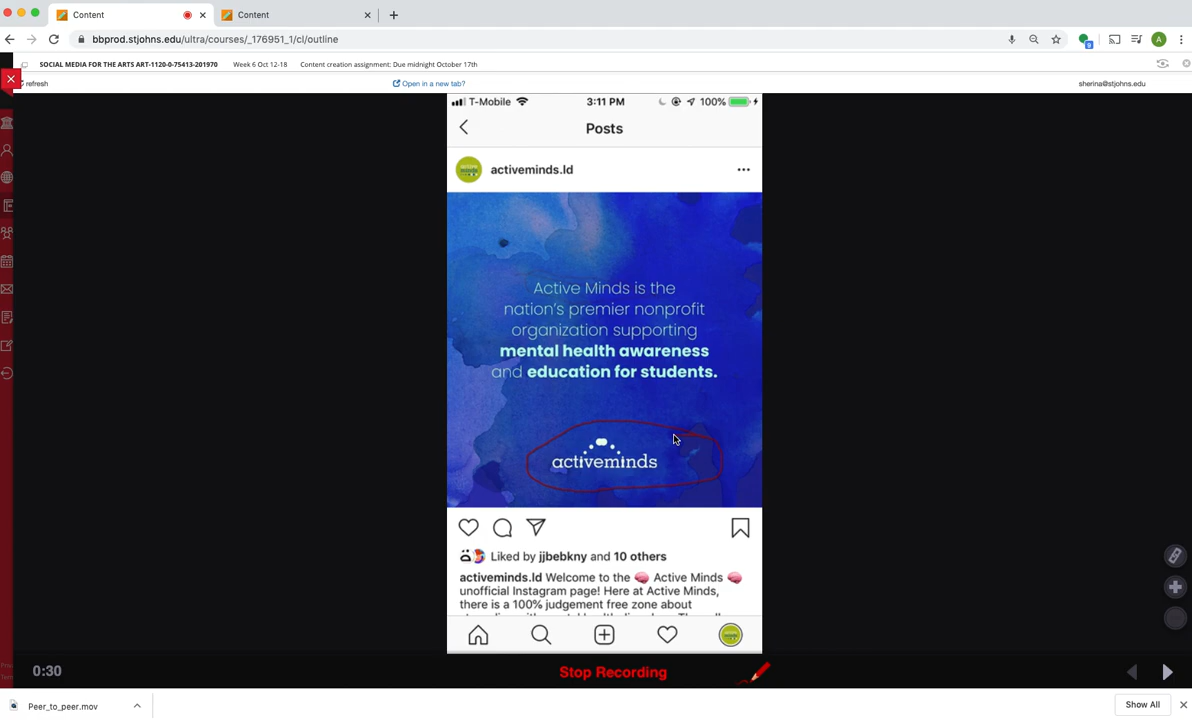 Content
Content
bbprod.stjohns.edu/ultra/courses/_176951_1/cl/outline
9
A
SOCIAL MEDIA FOR THE ARTS ART-1120-0-75413-201970 Week 6 Oct 12-18 Content creation assignment: Due midnight October 17th
refresh
Open in a new tab?
sherina@stjohns.edu
T-Mobile 3:11 PM 100%
Posts
activeminds.ld
Active Minds is the
nation's premier nonprofit
organization supporting
mental health awareness
and education for students.
activeminds
Liked by jjbebkny and 10 others
activeminds.ld Welcome to the 🧠 Active Minds 🧠
unofficial Instagram page! Here at Active Minds,
there is a 100% judgement free zone about
0:30
Stop Recording
Peer_to_peer.mov
Show All